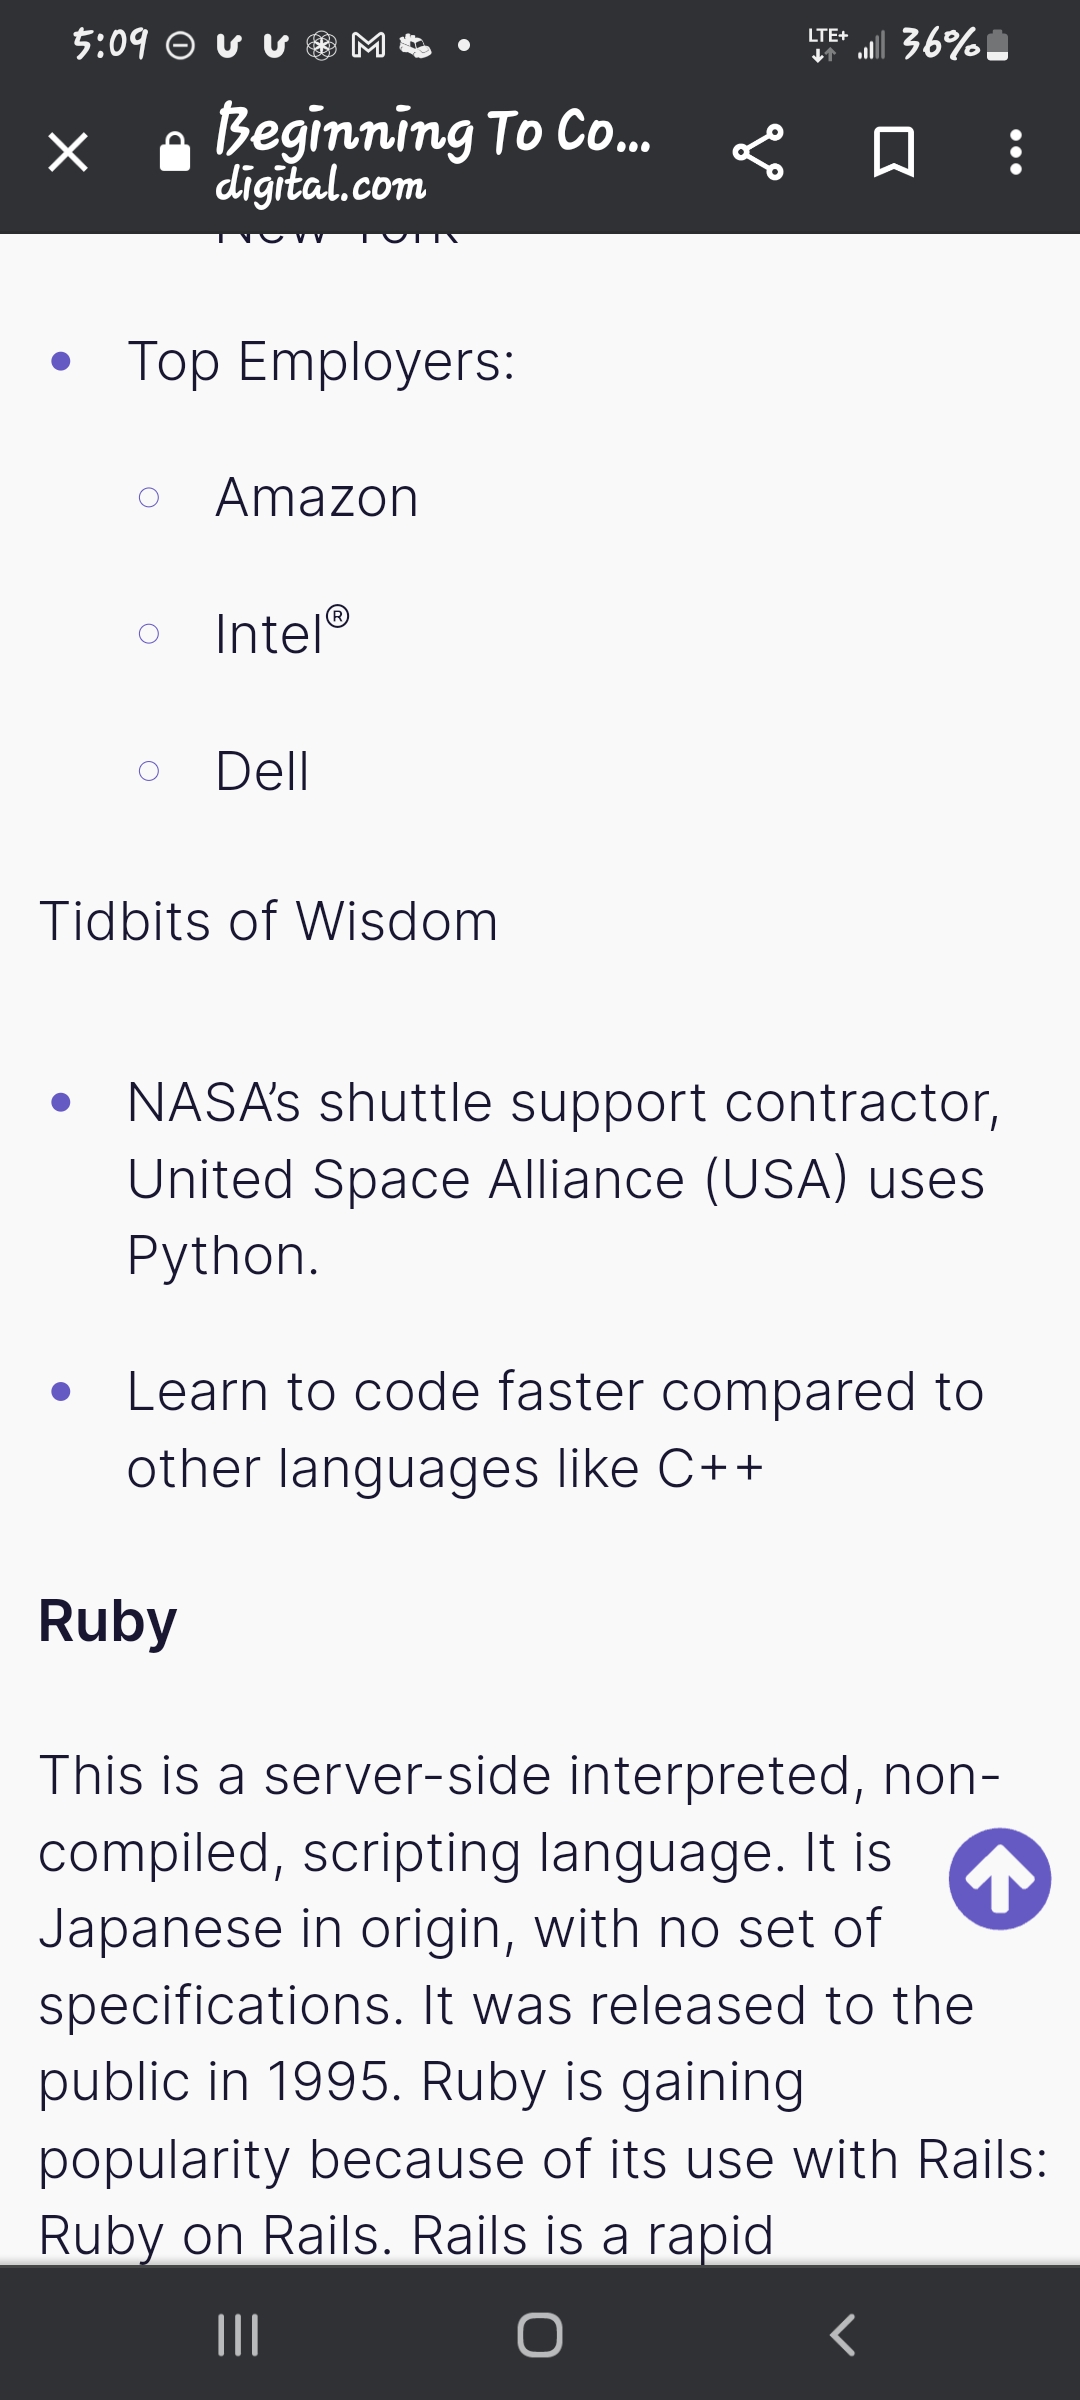 5:09
LTE+
36%
Beginning To Co...
digital.com
New York
Top Employers:
Amazon
Intel®
Dell
Tidbits of Wisdom
NASA’s shuttle support contractor,
United Space Alliance (USA) uses
Python.
Learn to code faster compared to
other languages like C++
Ruby
This is a server-side interpreted, non-
compiled, scripting language. It is
Japanese in origin, with no set of
specifications. It was released to the
public in 1995. Ruby is gaining
popularity because of its use with Rails:
Ruby on Rails. Rails is a rapid